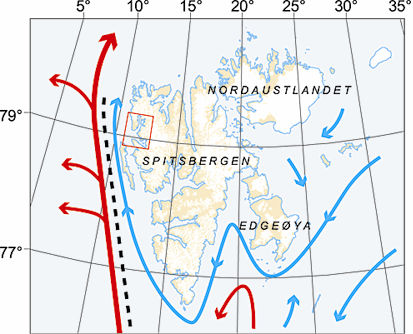 5° 10° 15° 20° 25° 30° 35°
NORDAUSTLANDET
79°
SPITSBERGEN
EDGEØYA
77°